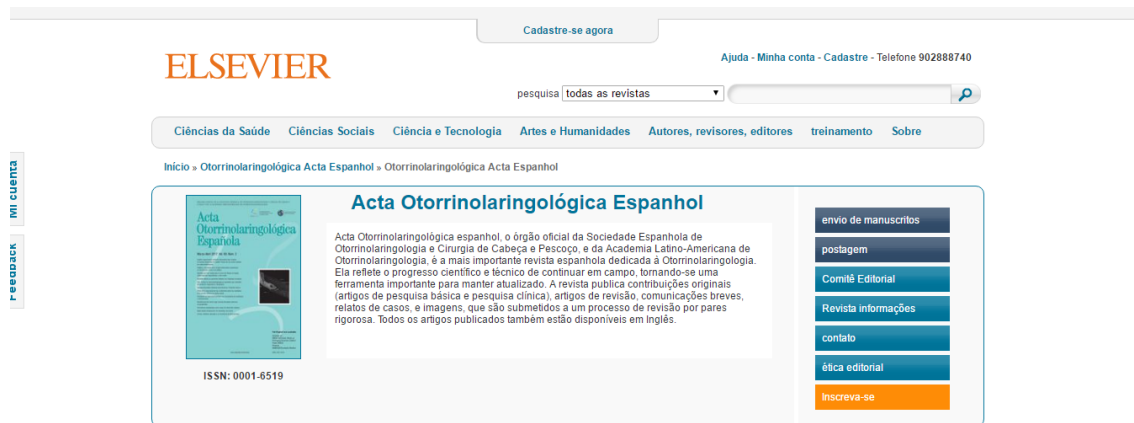 Cadastre-se agora
ELSEVIER
Ajuda - Minha conta - Cadastre - Telefone 902888740
pesquisa todas as revistas
Ciências da Saúde Ciências Sociais Ciência e Tecnologia Artes e Humanidades Autores, revisores, editores treinamento Sobre
Início » Otorrinolaringológica Acta Espanhol » Otorrinolaringológica Acta Espanhol
Mi cuenta
Feedback
Acta
Otorrinolaringológica
Española
ISSN: 0001-6519
Acta Otorrinolaringológica Espanhol
Acta Otorrinolaringològica espanhol, o órgão oficial da Sociedade Espanhola de
Otorrinolaringologia e Cirurgia de Cabeça e Pescoço, e da Academia Latino-Americana de
Otorrinolaringologia, é a mais importante revista espanhola dedicada à Otorrinolaringologia.
Ela reflete o progresso científico e técnico de continuar em campo, tornando-se uma
ferramenta importante para manter atualizado. A revista publica contribuições originais
(artigos de pesquisa básica e pesquisa clínica), artigos de revisão, comunicações breves,
relatos de casos, e imagens, que são submetidos a um processo de revisão por pares
rigorosa. Todos os artigos publicados também estão disponíveis em Inglês.
envio de manuscritos
postagem
Comitê Editorial
Revista informações
contato
ética editorial
Inscreva-se